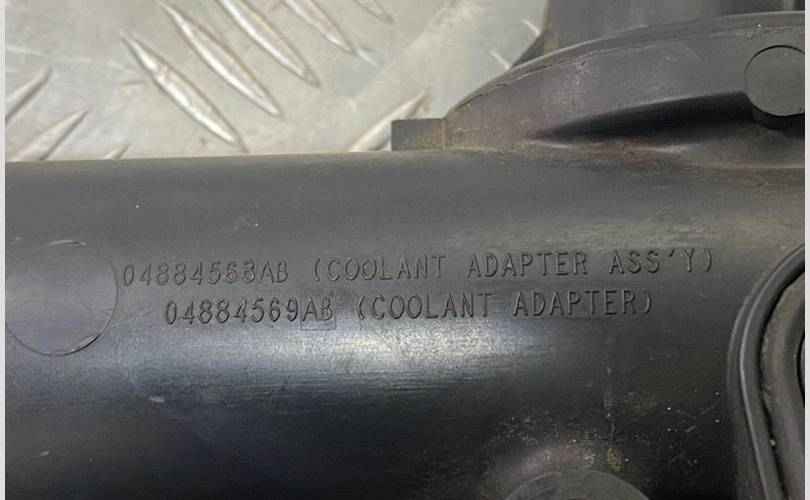 04884568AB (COOLANT ADAPTER ASS'Y)
04884569AB (COOLANT ADAPTER)